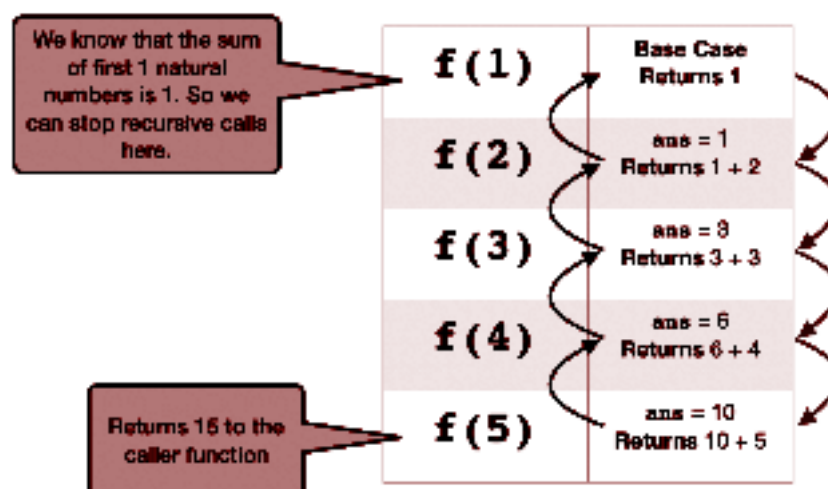 We know that the sum
of first 1 natural
numbers is 1. So we
can stop recursive calls
here.
f(1)
Base Case
Returns 1
f(2)
ans = 1
Returns 1 + 2
f(3)
ans = 3
Returns 3 + 3
f(4)
ans = 6
Returns 6 + 4
Returns 15 to the
caller function
f(5)
ans = 10
Returns 10 + 5